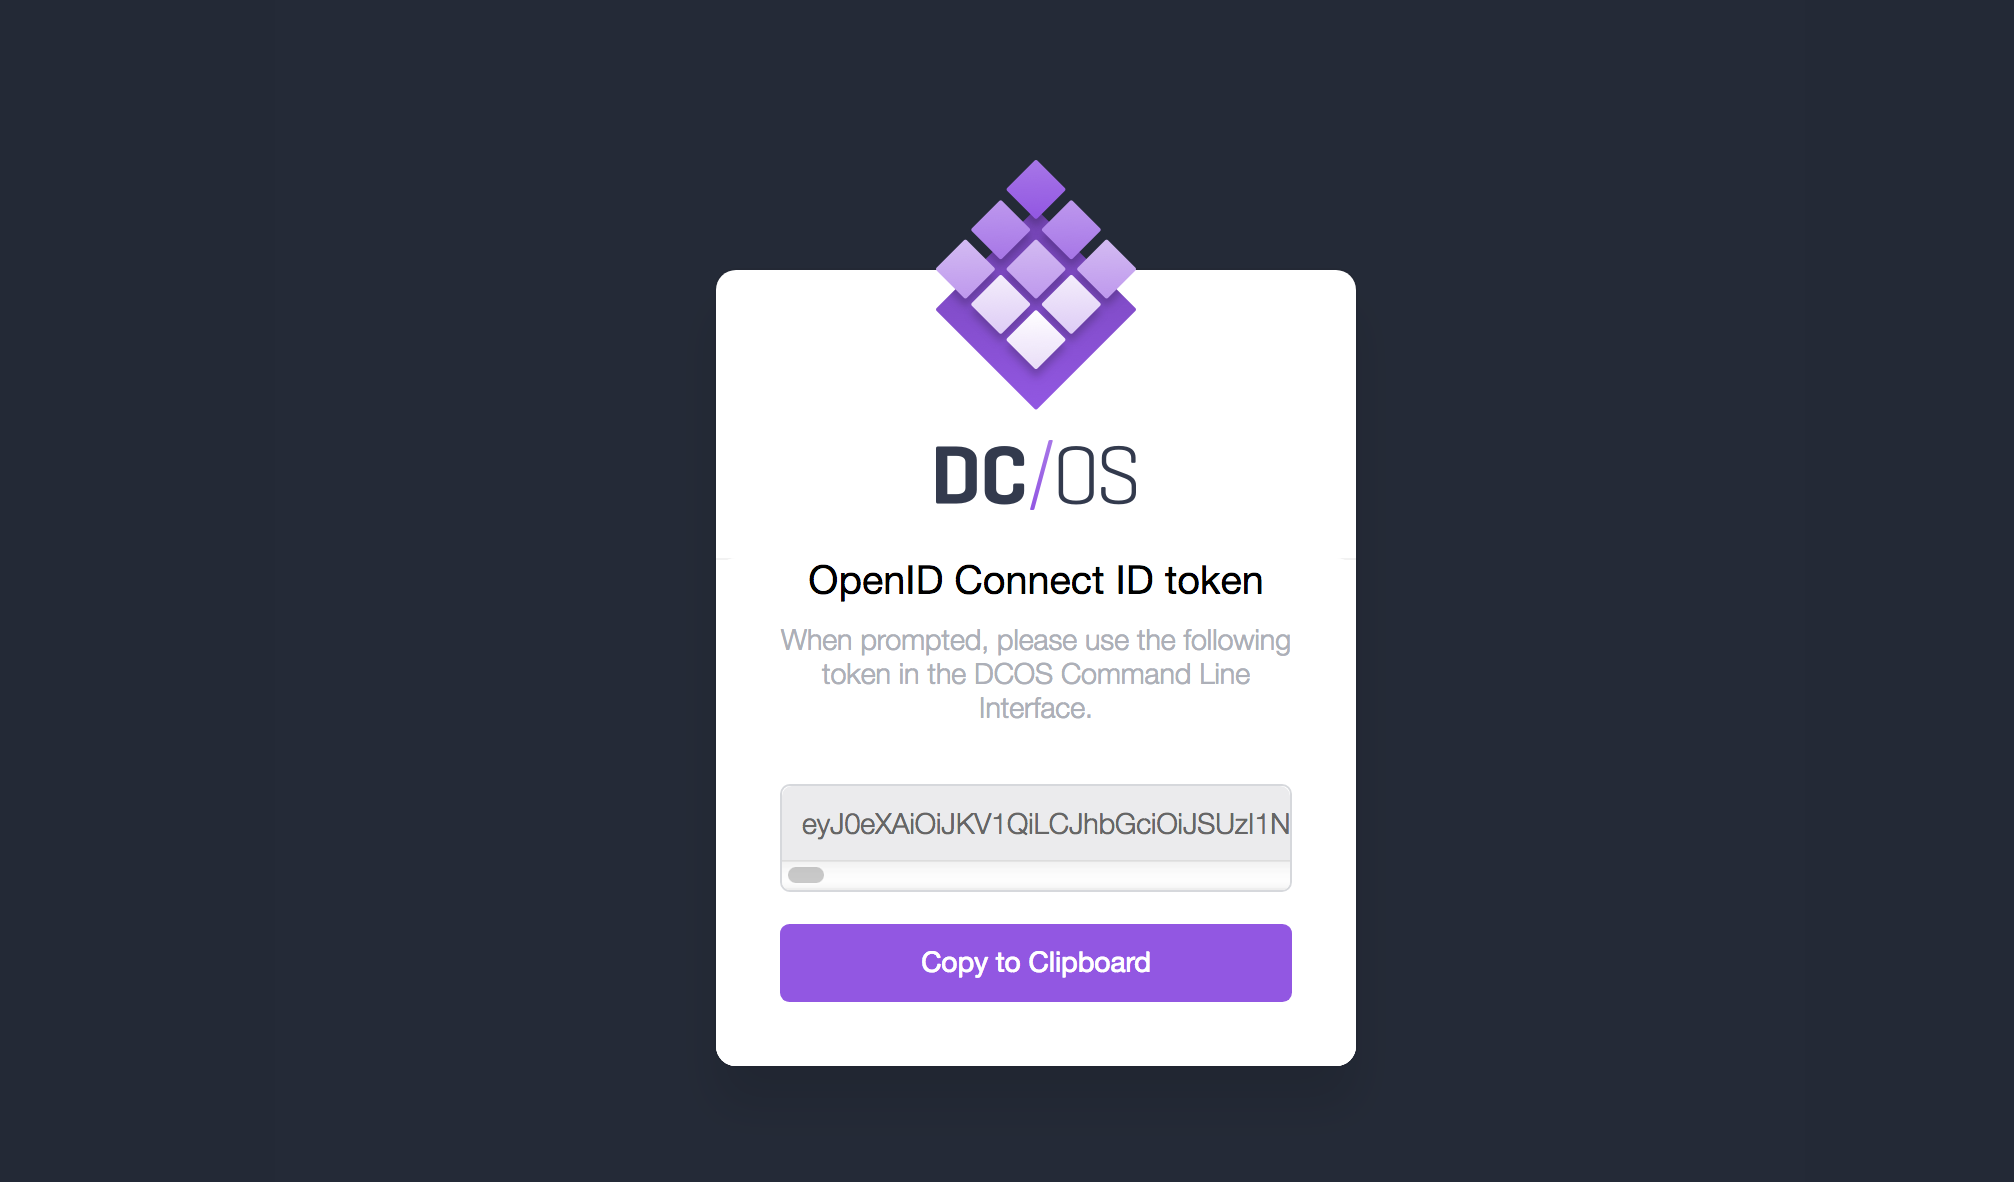 DC/OS
OpenID Connect ID token
When prompted, please use the following
token in the DCOS Command Line
Interface.
eyJ0eXAiOiJKV1QiLCJhbGciOiJSUzI1N
Copy to Clipboard